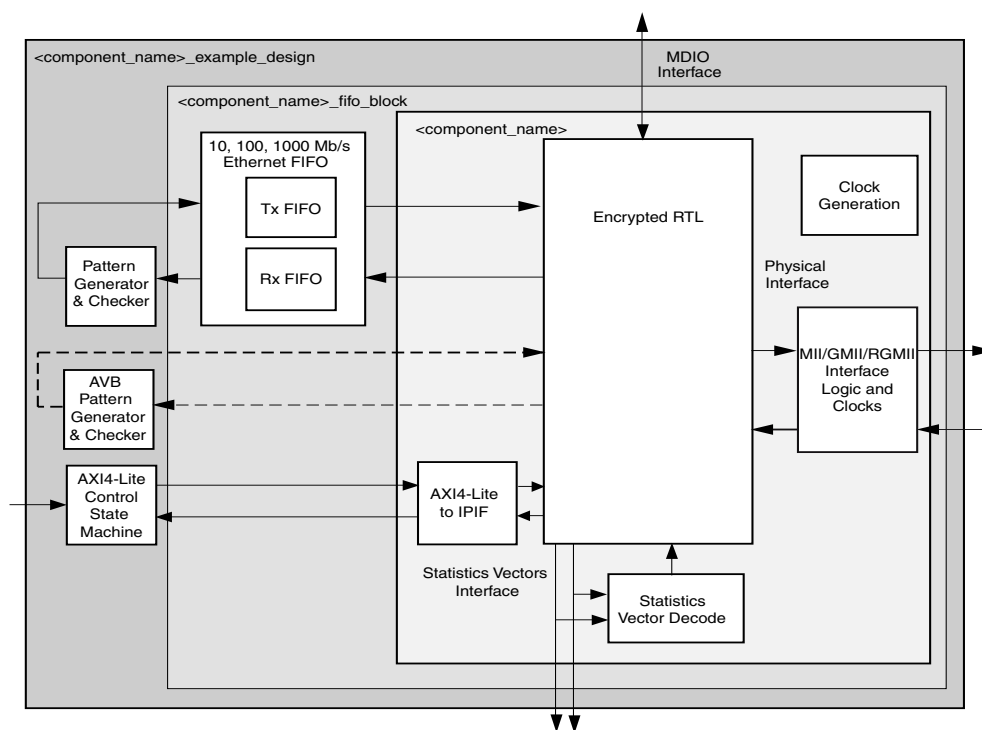 <component_name>_example_design
MDIO
Interface
<component_name>_fifo_block
<component_name>
10, 100, 1000 Mb/s
Ethernet FIFO
Tx FIFO
Rx FIFO
Encrypted RTL
Clock
Generation
Pattern
Generator
& Checker
Physical
Interface
MII/GMII/RGMII
Interface
Logic and
Clocks
AVB
Pattern
Generator
& Checker
AXI4-Lite
Control
State
Machine
AXI4-Lite
to IPIF
Statistics Vectors
Interface
Statistics
Vector Decode